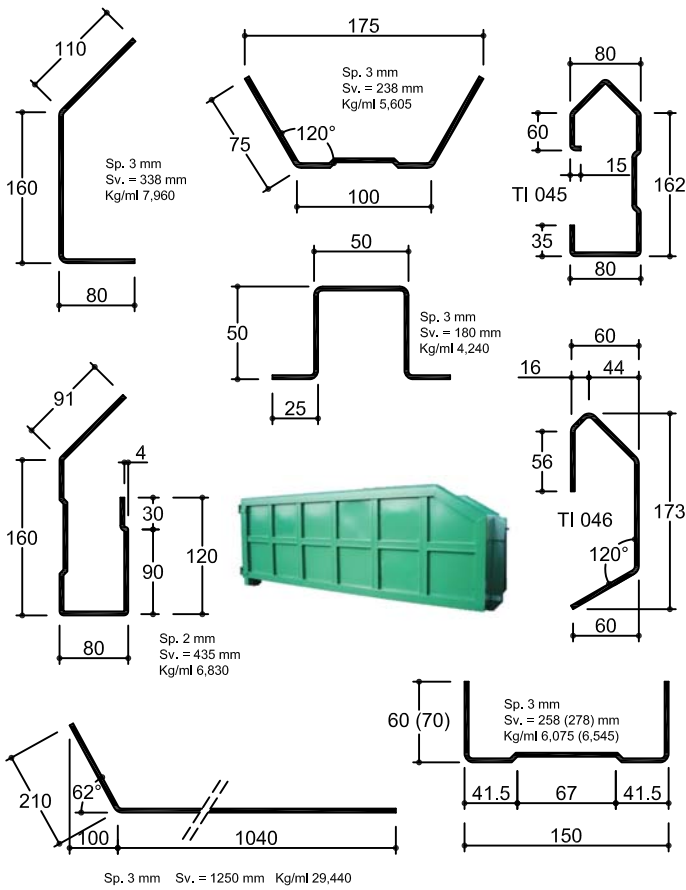 110
160
80
Sp. 3 mm
Sv. = 338 mm
Kg/ml 7,960
175
Sp. 3 mm
Sv. = 238 mm
Kg/ml 5,605
75
120°
100
80
60
15
TI 045
162
35
80
50
50
Sp. 3 mm
Sv. = 180 mm
Kg/ml 4,240
25
60
16 44
56
TI 046
173
120°
60
91
4
160
30
90
120
80
Sp. 2 mm
Sv. = 435 mm
Kg/ml 6,830
60 (70)
Sp. 3 mm
Sv. = 258 (278) mm
Kg/ml 6,075 (6,545)
41.5 67 41.5
150
210
62°
100 1040
Sp. 3 mm Sv. = 1250 mm Kg/ml 29,440